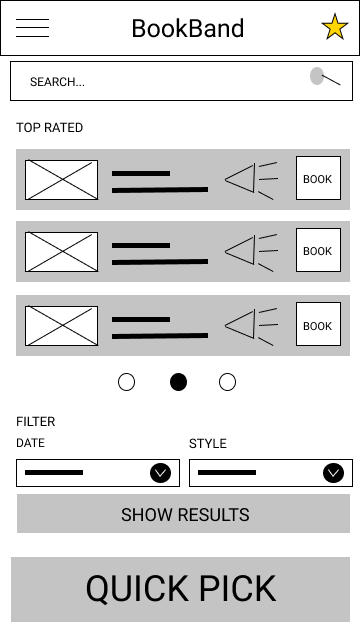 BookBand
SEARCH...
TOP RATED
BOOK
BOOK
BOOK
FILTER
DATE
STYLE
SHOW RESULTS
QUICK PICK